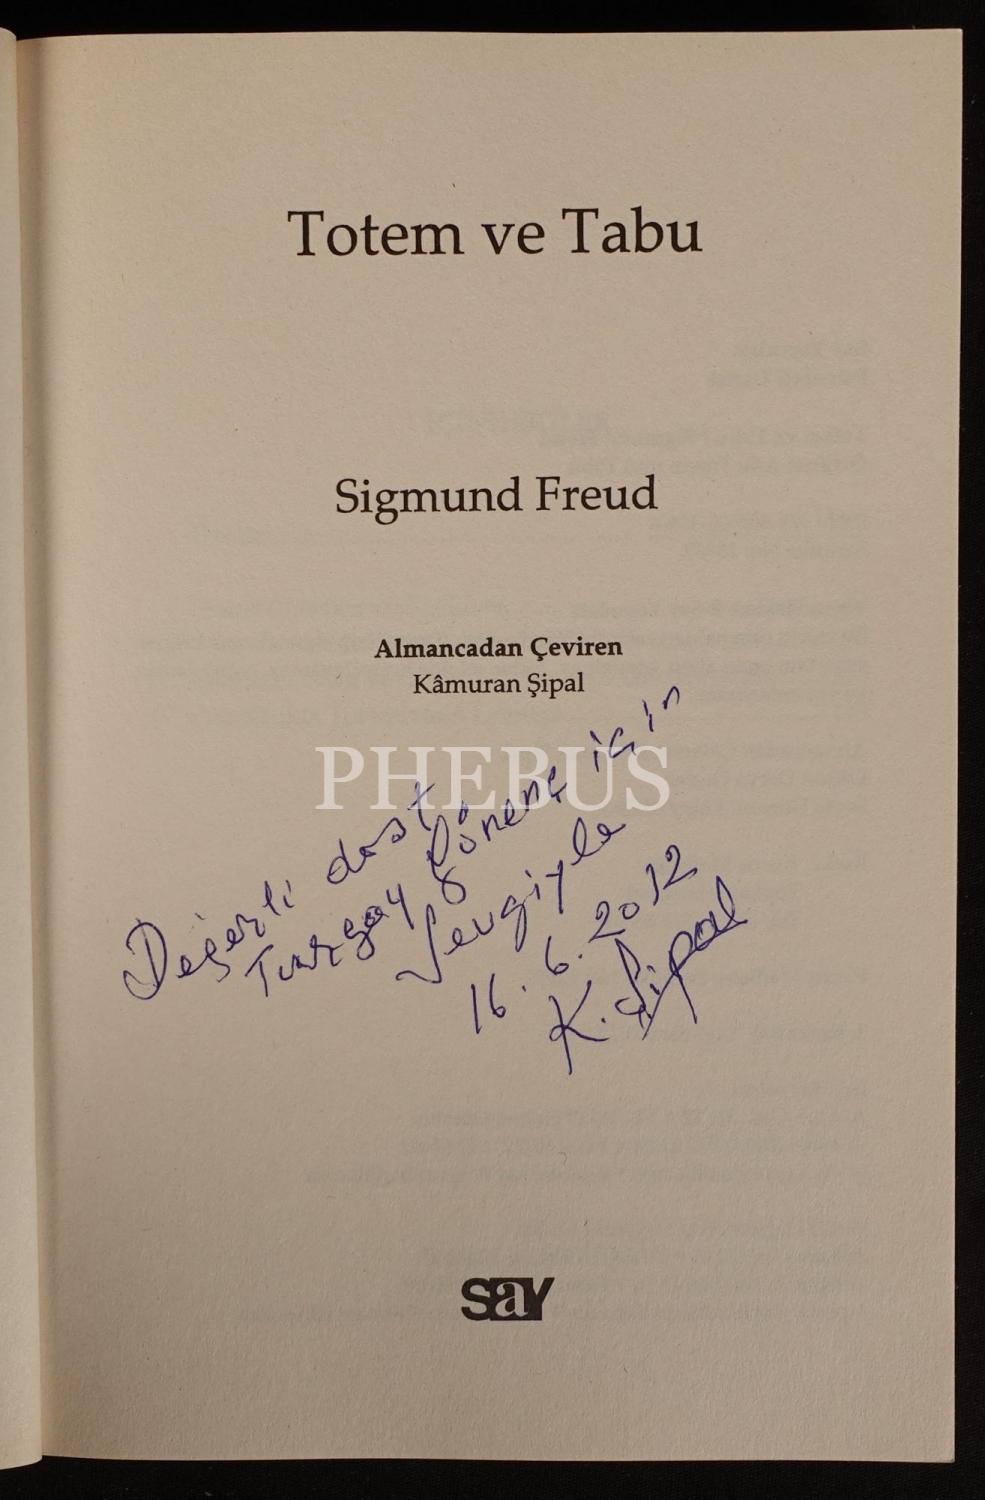 Totem ve Tabu
Sigmund Freud
Almancadan Çeviren
Kâmuran Şipal
PHEBUS
Değerli dost
Turgay Gönenç için
Sevgiyle
16.6.2012
K. Şipal
say